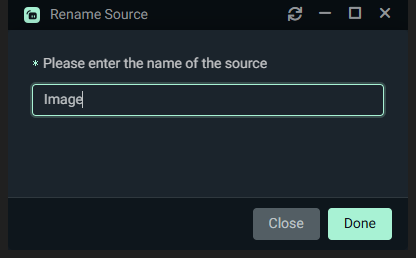 Rename Source
* Please enter the name of the source
Image
Close
Done